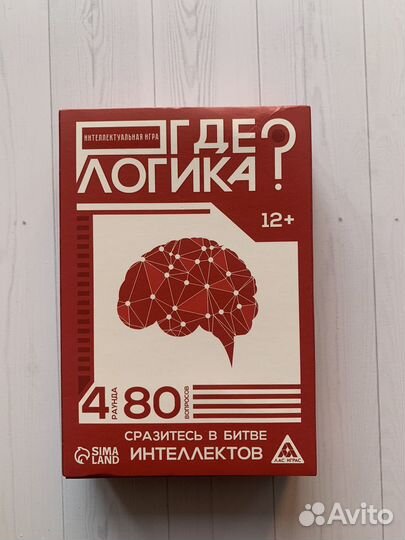 ИНТЕЛЛЕКТУАЛЬНАЯ ИГРА
ГДЕ
ЛОГИКА?
12+
4 РАУНДА 80 ВОПРОСОВ
СРАЗИТЕСЬ В БИТВЕ
ИНТЕЛЛЕКТОВ
SIMA
LAND
ЛАС ИГРАС
Avito